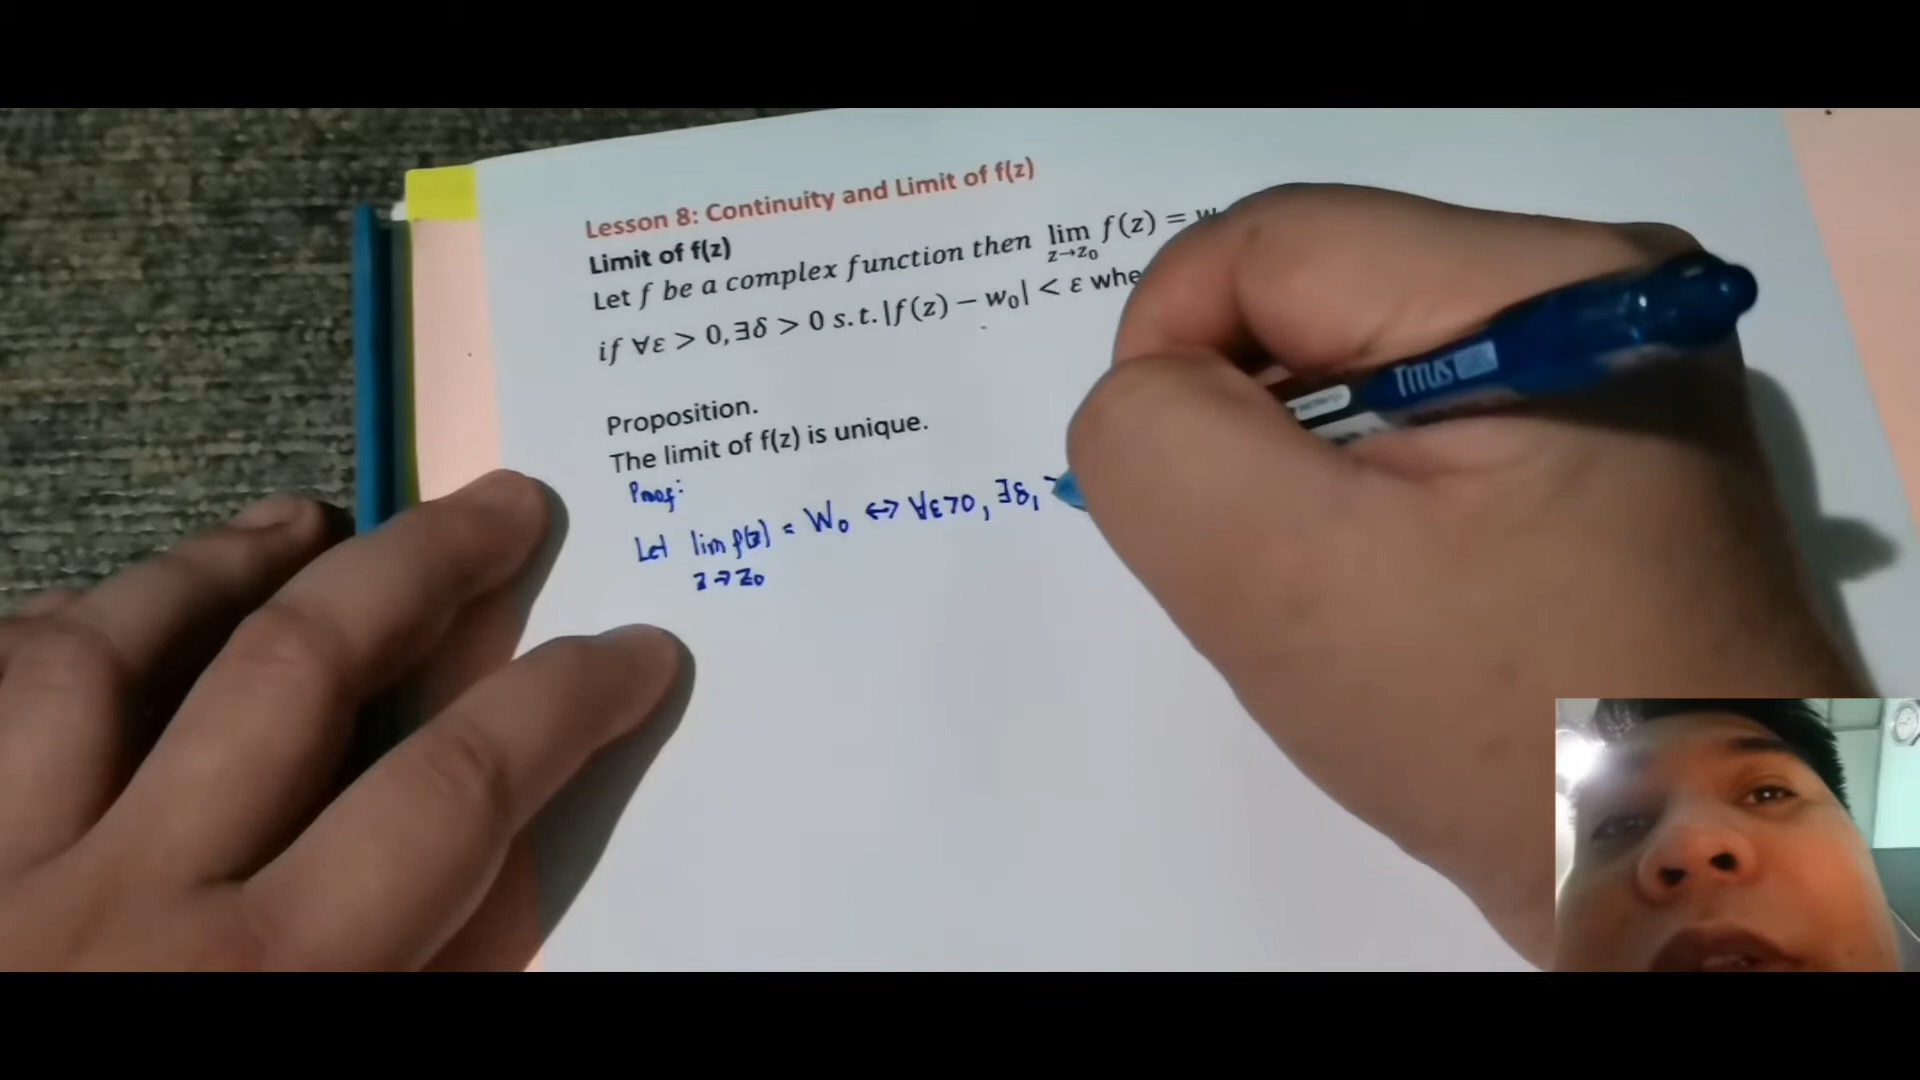 Lesson 8: Continuity and Limit of f(z)
Limit of f(z)
Let f be a complex function then lim f(z) =
z→z₀
if ∀ε > 0, ∃δ > 0 s.t. |f(z) − w₀| < ε
Proposition.
The limit of f(z) is unique.
Proof:
Let lim f(z) = W₀ ↔ ∀ε>0, ∃δ₁
z→z₀
TITUS